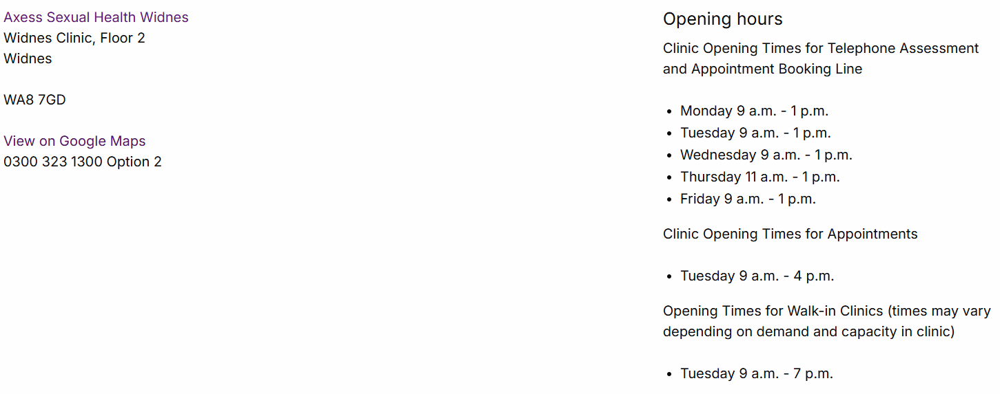 Axess Sexual Health Widnes
Widnes Clinic, Floor 2
Widnes
WA8 7GD
View on Google Maps
0300 323 1300 Option 2
Opening hours
Clinic Opening Times for Telephone Assessment
and Appointment Booking Line
• Monday 9 a.m. - 1 p.m.
• Tuesday 9 a.m. - 1 p.m.
• Wednesday 9 a.m. - 1 p.m.
• Thursday 11 a.m. - 1 p.m.
• Friday 9 a.m. - 1 p.m.
Clinic Opening Times for Appointments
• Tuesday 9 a.m. - 4 p.m.
Opening Times for Walk-in Clinics (times may vary
depending on demand and capacity in clinic)
• Tuesday 9 a.m. - 7 p.m.